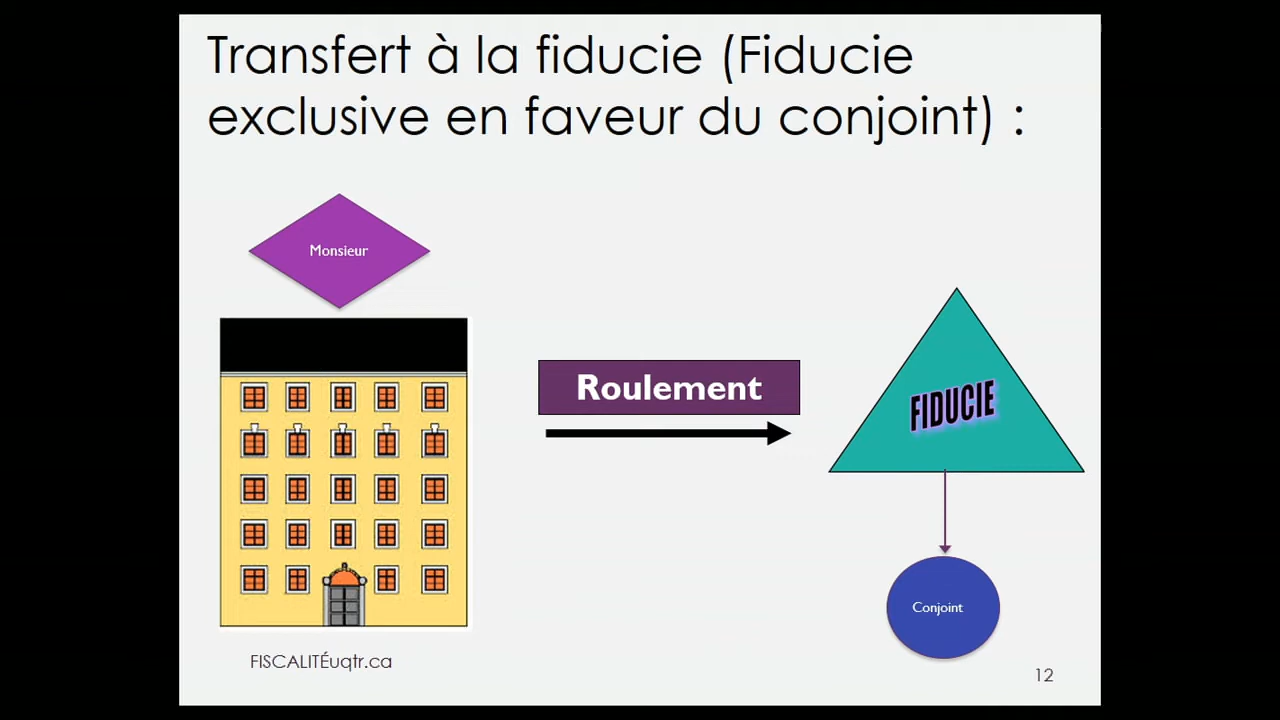 Transfert à la fiducie (Fiducie
exclusive en faveur du conjoint) :
Monsieur
Roulement
FIDUCIE
Conjoint
FISCALITÉuqtr.ca
12